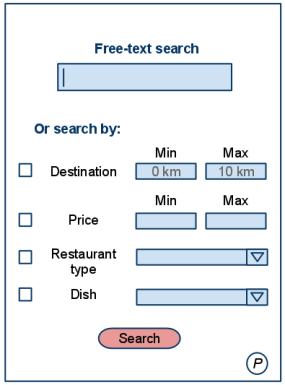 Free-text search
Or search by:
Min Max
Destination 0 km 10 km
Min Max
Price
Restaurant
type
Dish
Search
P